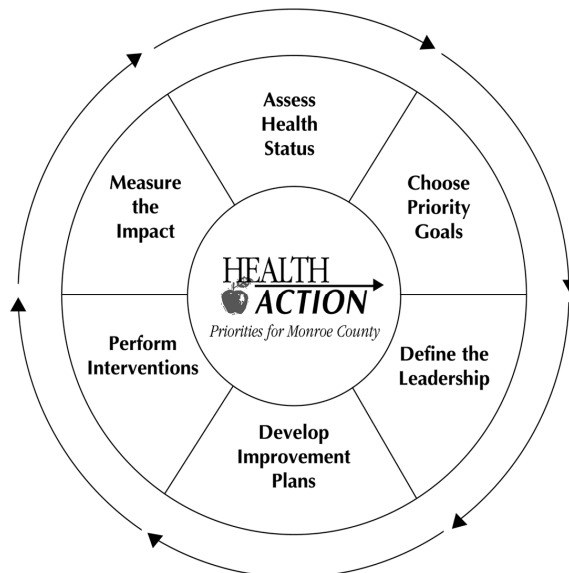 Assess
Health
Status
Choose
Priority
Goals
Define the
Leadership
Develop
Improvement
Plans
Perform
Interventions
Measure
the
Impact
HEALTH
ACTION
Priorities for Monroe County